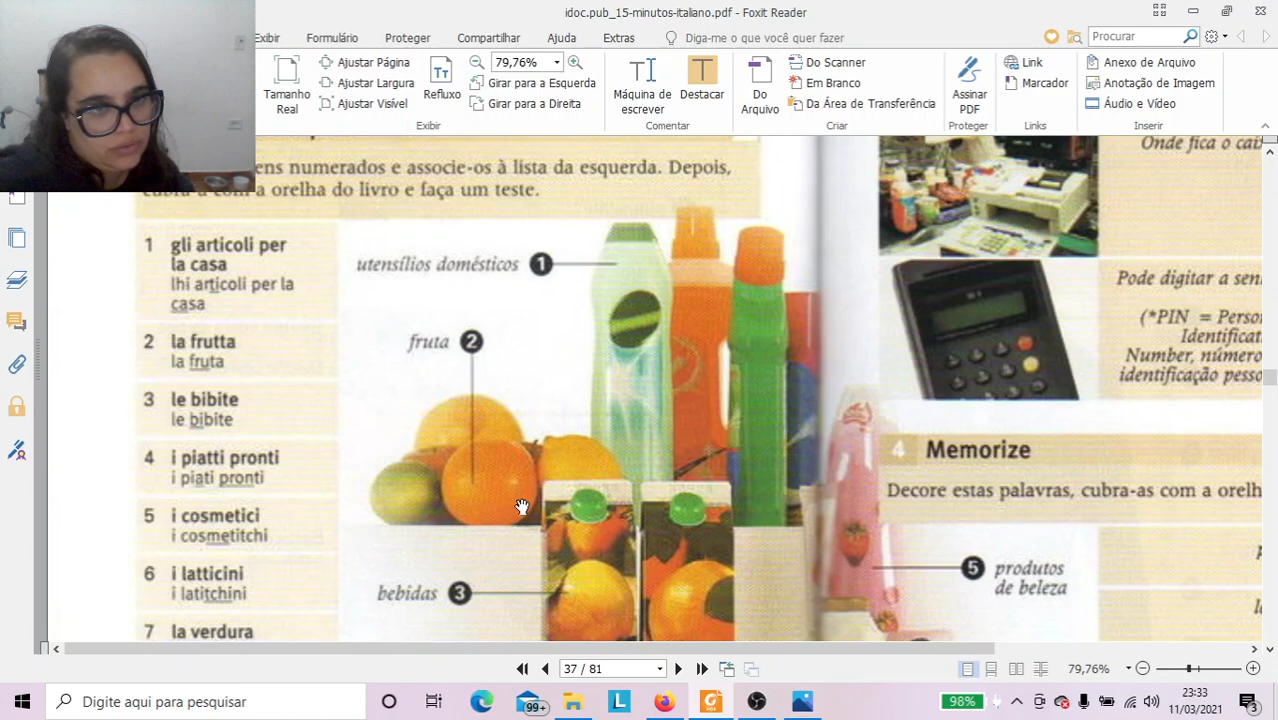 idoc.pub_15-minutos-italiano.pdf - Foxit Reader
Exibir Formulário Proteger Compartilhar Ajuda Extras Diga-me o que você quer fazer Procurar
Tamanho Real
Ajustar Página
Ajustar Largura
Ajustar Visível
Refluxo
79,76%
Girar para a Esquerda
Girar para a Direita
Exibir
Máquina de escrever
Destacar
Comentar
Do Arquivo
Do Scanner
Em Branco
Da Área de Transferência
Criar
Assinar PDF
Proteger
Link
Marcador
Links
Anexo de Arquivo
Anotação de Imagem
Áudio e Vídeo
Inserir
ens numerados e associe-os à lista da esquerda. Depois,
a orelha do livro e faça um teste.
1 gli articoli per
la casa
lhi articoli per la
casa
2 la frutta
la fruta
3 le bibite
le bibite
4 i piatti pronti
i piati pronti
5 i cosmetici
i cosmetitchi
6 i latticini
i latitchini
7 la verdura
utensílios domésticos 1
fruta 2
bebidas 3
Onde fica o cai
Pode digitar a sen
(*PIN = Perso
Identificat
Number, número
identificação pesso
4 Memorize
Decore estas palavras, cubra-as com a orelh
5 produtos
de beleza
37 / 81
79,76%
Digite aqui para pesquisar
99+
98%
23:33
11/03/2021
3